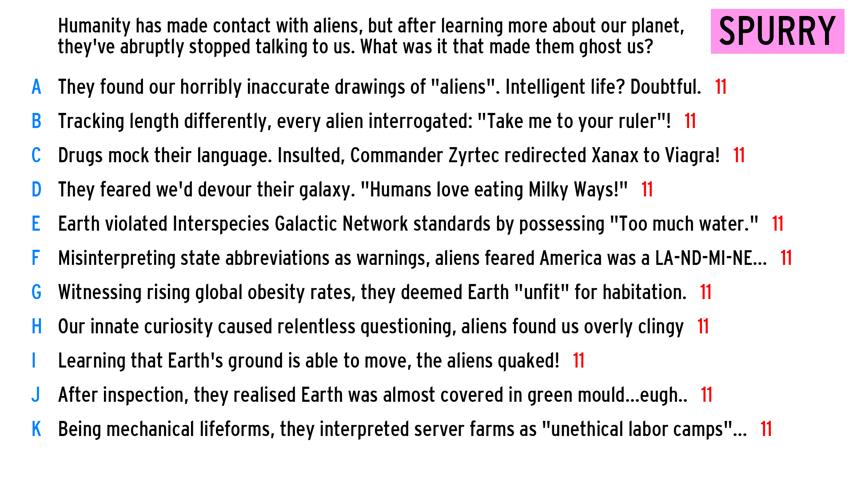 Humanity has made contact with aliens, but after learning more about our planet,
they've abruptly stopped talking to us. What was it that made them ghost us?
SPURRY
A They found our horribly inaccurate drawings of "aliens". Intelligent life? Doubtful. 11
B Tracking length differently, every alien interrogated: "Take me to your ruler"! 11
C Drugs mock their language. Insulted, Commander Zyrtec redirected Xanax to Viagra! 11
D They feared we'd devour their galaxy. "Humans love eating Milky Ways!" 11
E Earth violated Interspecies Galactic Network standards by possessing "Too much water." 11
F Misinterpreting state abbreviations as warnings, aliens feared America was a LA-ND-MI-NE... 11
G Witnessing rising global obesity rates, they deemed Earth "unfit" for habitation. 11
H Our innate curiosity caused relentless questioning, aliens found us overly clingy 11
I Learning that Earth's ground is able to move, the aliens quaked! 11
J After inspection, they realised Earth was almost covered in green mould...eugh.. 11
K Being mechanical lifeforms, they interpreted server farms as "unethical labor camps"... 11